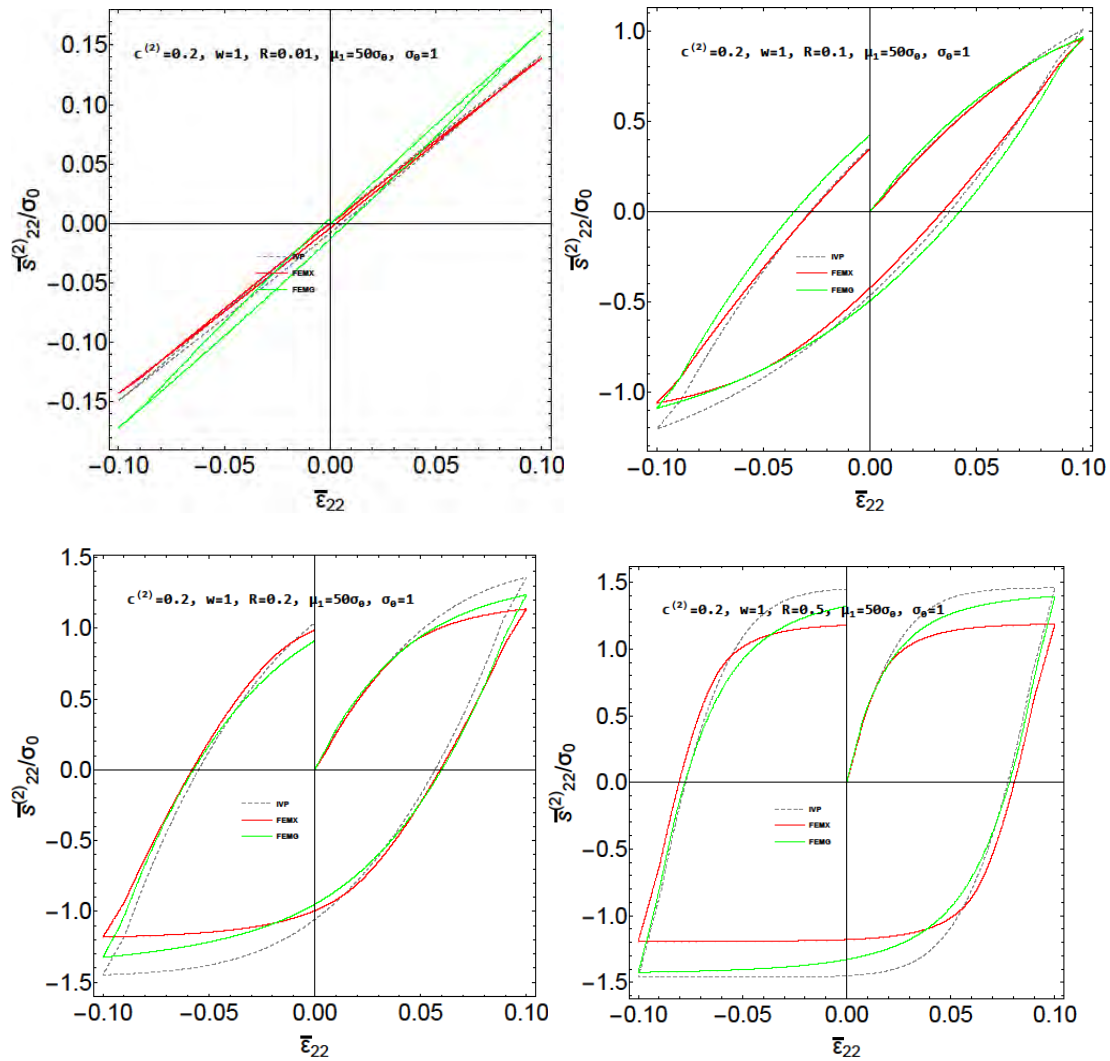 c⁽²⁾=0.2, w=1, R=0.01, μ₁=50σ₀, σ₀=1
0.15
0.10
0.05
0.00
−0.05
−0.10
−0.15
s̅⁽²⁾₂₂/σ₀
IVP
FEMX
FEMG
−0.10 −0.05 0.00 0.05 0.10
ε̅₂₂
c⁽²⁾=0.2, w=1, R=0.1, μ₁=50σ₀, σ₀=1
1.0
0.5
0.0
−0.5
−1.0
s̅⁽²⁾₂₂/σ₀
IVP
FEMX
FEMG
−0.10 −0.05 0.00 0.05 0.10
ε̅₂₂
c⁽²⁾=0.2, w=1, R=0.2, μ₁=50σ₀, σ₀=1
1.5
1.0
0.5
0.0
−0.5
−1.0
−1.5
s̅⁽²⁾₂₂/σ₀
IVP
FEMX
FEMG
−0.10 −0.05 0.00 0.05 0.10
ε̅₂₂
c⁽²⁾=0.2, w=1, R=0.5, μ₁=50σ₀, σ₀=1
1.5
1.0
0.5
0.0
−0.5
−1.0
−1.5
s̅⁽²⁾₂₂/σ₀
IVP
FEMX
FEMG
−0.10 −0.05 0.00 0.05 0.10
ε̅₂₂